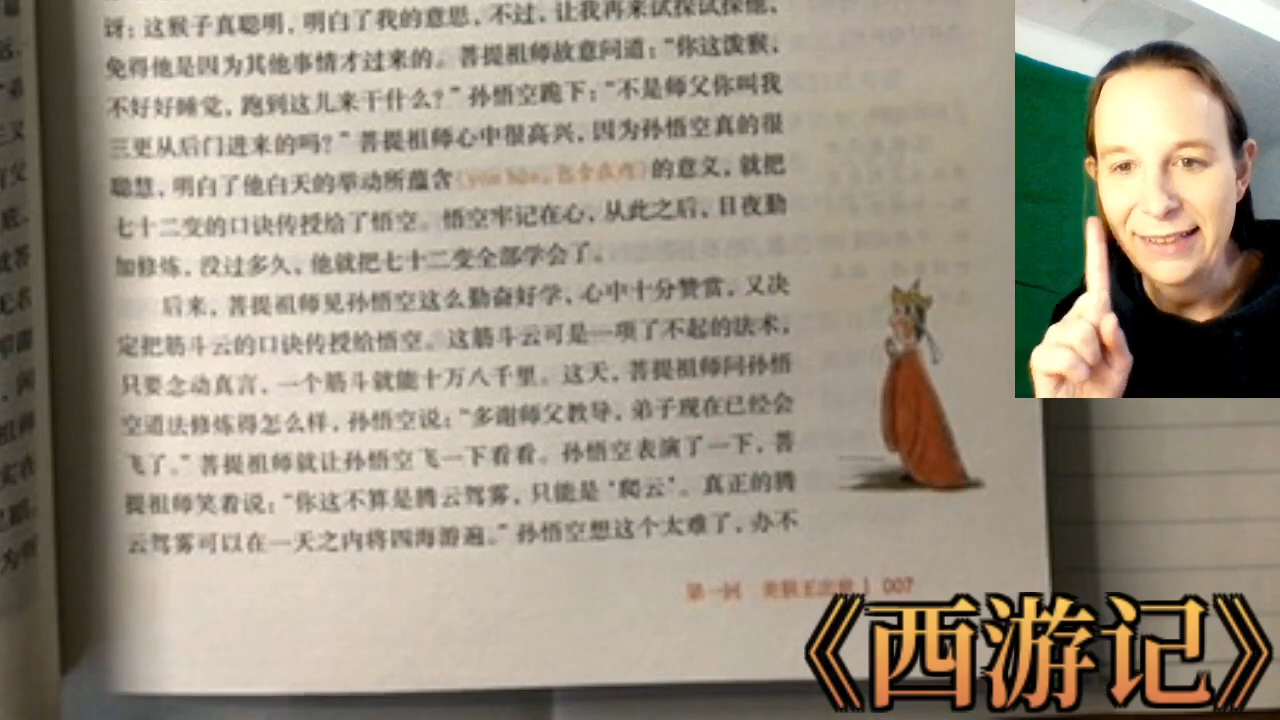 讶：这猴子真聪明，明白了我的意思，不过，让我再来试探试探他，
免得他是因为其他事情才过来的。菩提祖师故意问道：“你这泼猴，
不好好睡觉，跑到这儿来干什么？”孙悟空跪下：“不是师父你叫我
三更从后门进来的吗？”菩提祖师心中很高兴，因为孙悟空真的很
聪慧，明白了他白天的举动所蕴含（yùn hán，包含在内）的意义，就把
七十二变的口诀传授给了悟空。悟空牢记在心，从此之后，日夜勤
加修炼，没过多久，他就把七十二变全部学会了。
后来，菩提祖师见孙悟空这么勤奋好学，心中十分赞赏，又决
定把筋斗云的口诀传授给悟空。这筋斗云可是一项了不起的法术，
只要念动真言，一个筋斗就能十万八千里。这天，菩提祖师问孙悟
空道法修炼得怎么样，孙悟空说：“多谢师父教导，弟子现在已经会
飞了。”菩提祖师就让孙悟空飞一下看看。孙悟空表演了一下，菩
提祖师笑着说：“你这不算是腾云驾雾，只能是‘爬云’。真正的腾
云驾雾可以在一天之内将四海游遍。”孙悟空想这个太难了，办不
第一回 美猴王出世 | 007
《西游记》